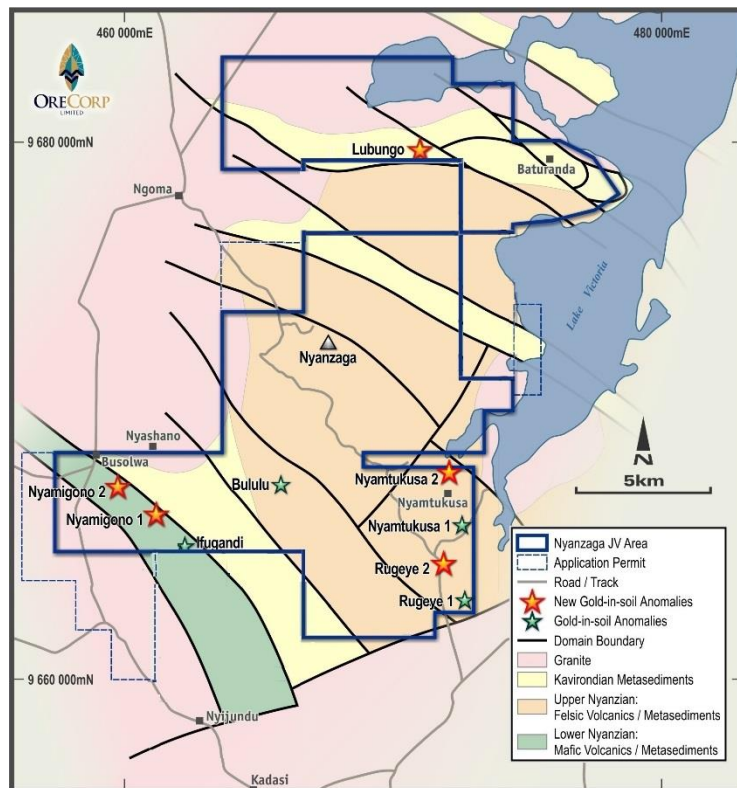 460 000mE
480 000mE
ORECORP
LIMITED
9 680 000mN
Lubungo
Baturanda
Ngoma
Lake Victoria
Nyanzaga
N
5km
Nyashano
Busolwa
Nyamigono 2
Bululu
Nyamtukusa 2
Nyamtukusa
Nyamigono 1
Nyamtukusa 1
Ifugandi
Rugeye 2
Rugeye 1
Nyanzaga JV Area
Application Permit
Road / Track
New Gold-in-soil Anomalies
Gold-in-soil Anomalies
Domain Boundary
Granite
Kavirondian Metasediments
Upper Nyanzian:
Felsic Volcanics / Metasediments
Lower Nyanzian:
Mafic Volcanics / Metasediments
9 660 000mN
Nyijundu
Kadasi